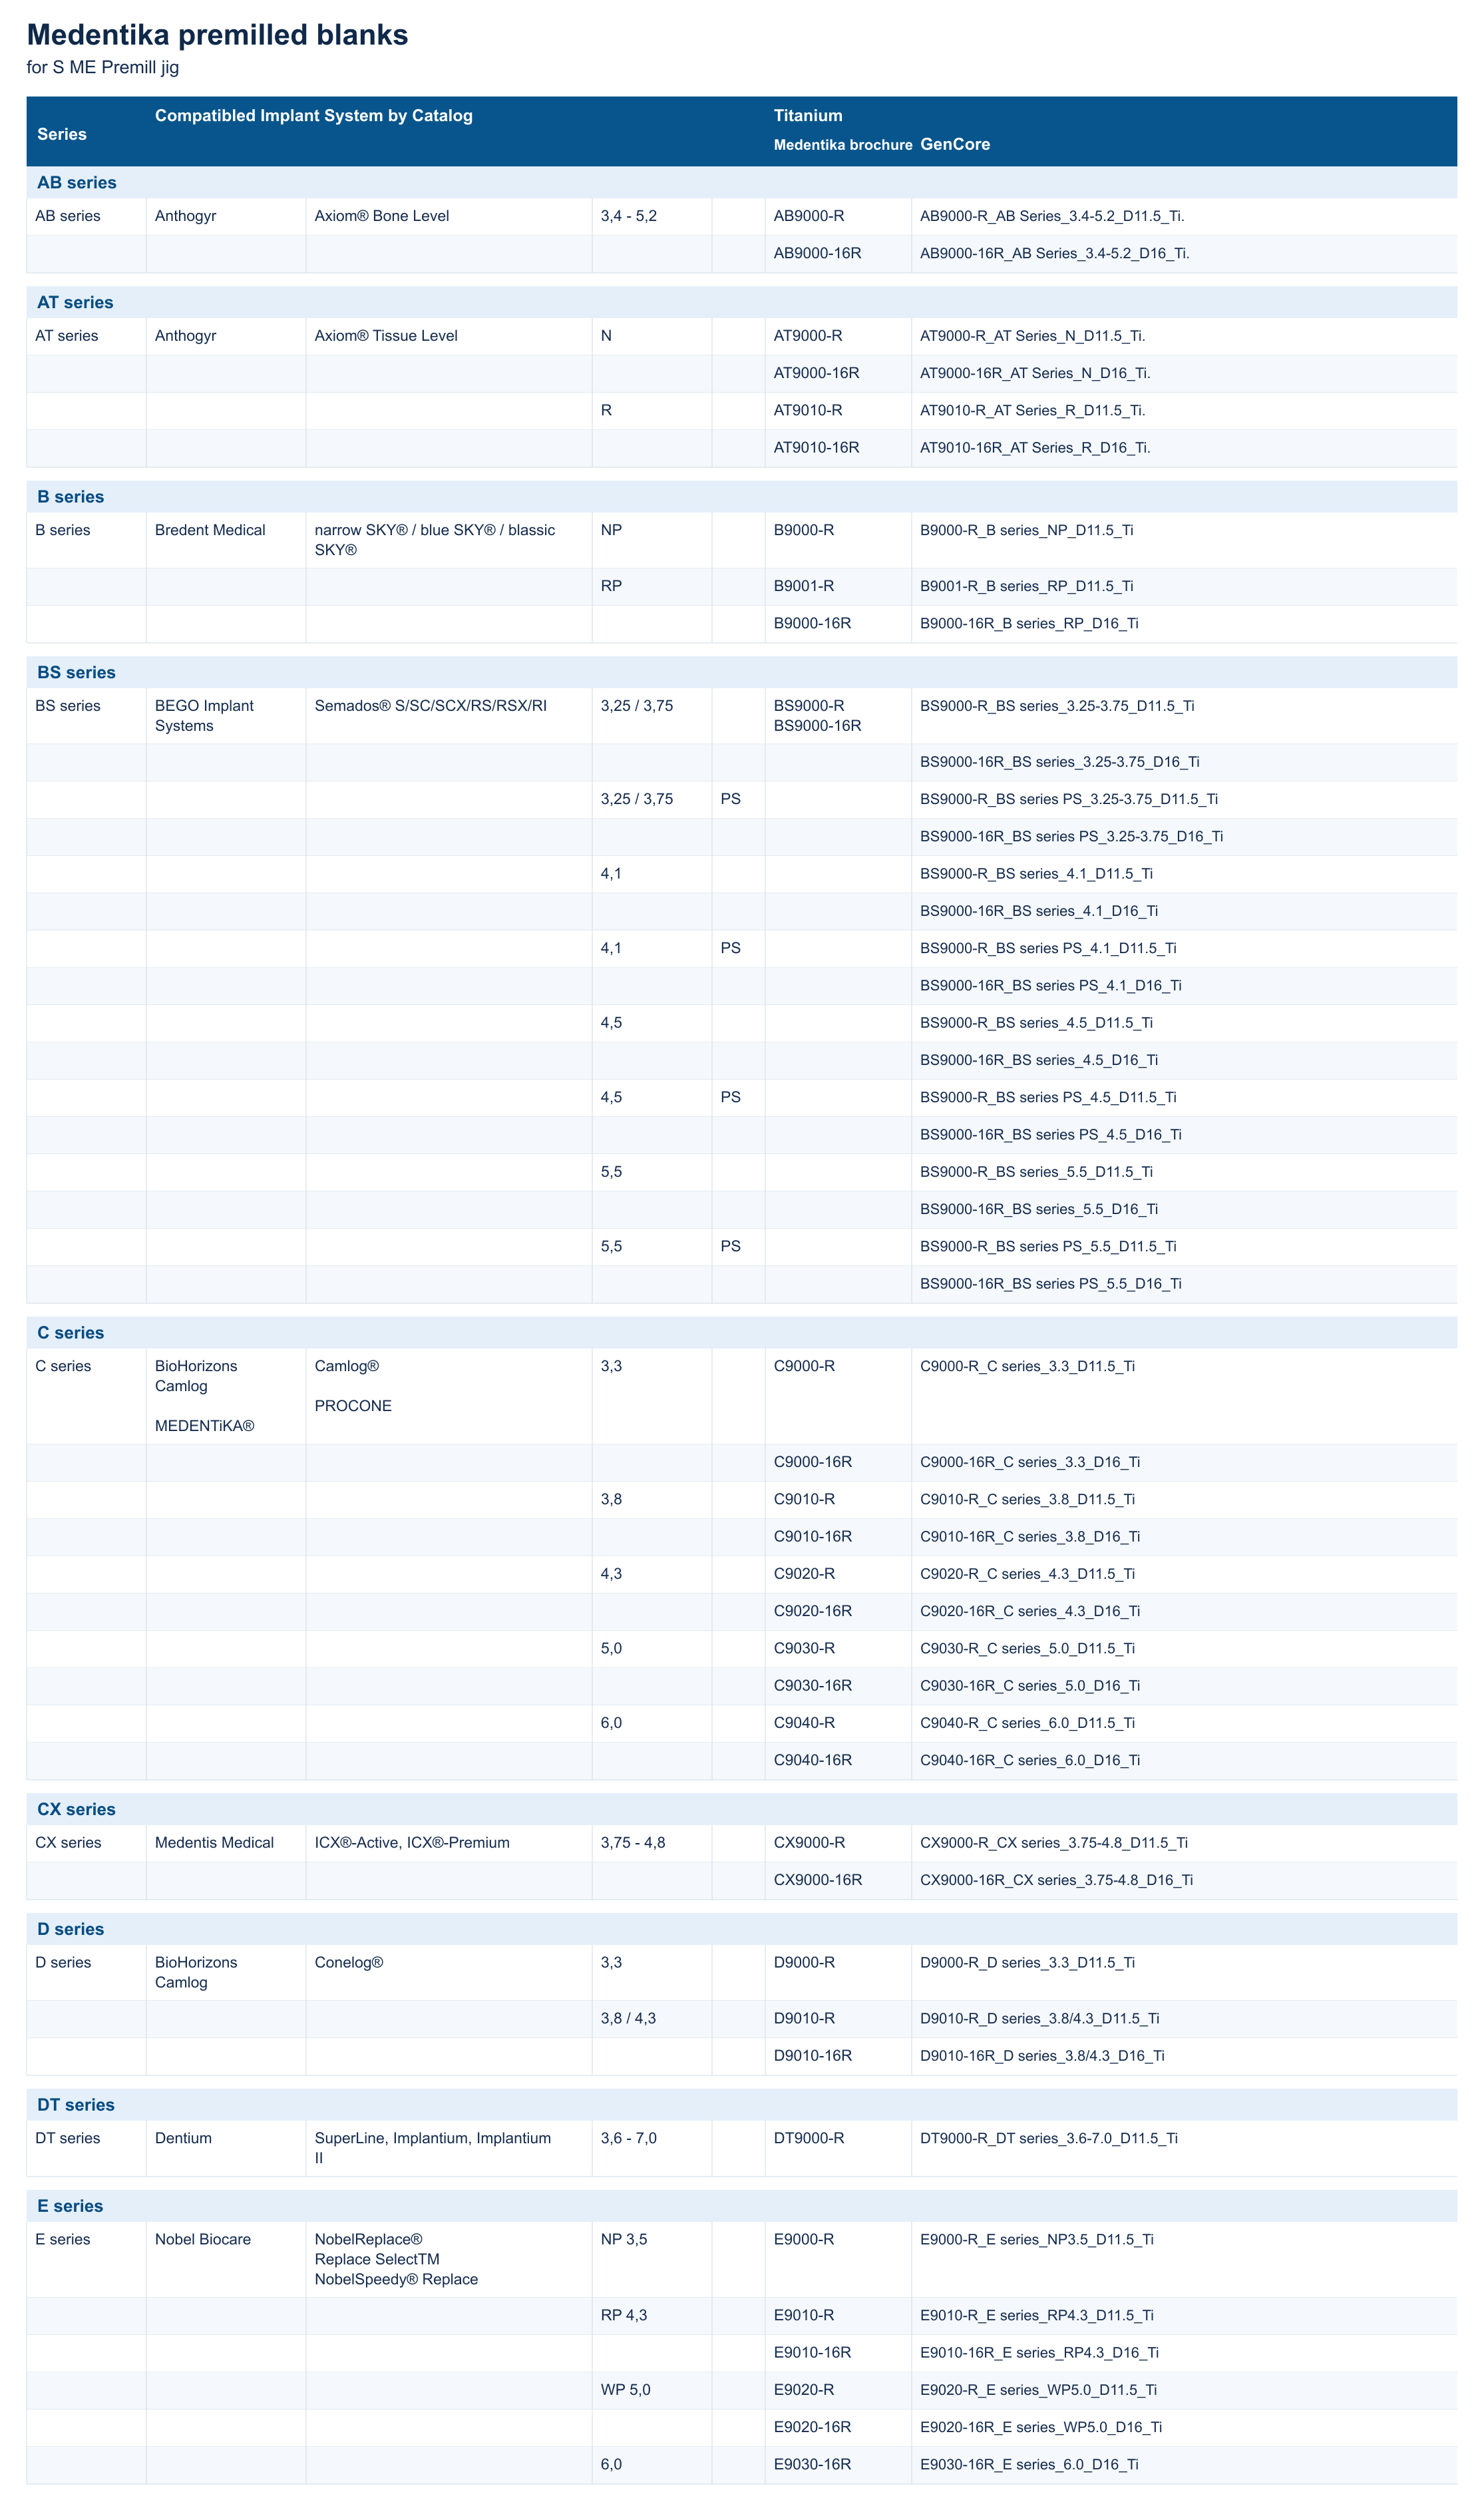 Medentika premilled blanks
for S ME Premill jig
Series Compatibled Implant System by Catalog Titanium
Medentika brochure GenCore
AB series
AB series Anthogyr Axiom® Bone Level 3,4 - 5,2 AB9000-R AB9000-R_AB Series_3.4-5.2_D11.5_Ti.
AB9000-16R AB9000-16R_AB Series_3.4-5.2_D16_Ti.
AT series
AT series Anthogyr Axiom® Tissue Level N AT9000-R AT9000-R_AT Series_N_D11.5_Ti.
AT9000-16R AT9000-16R_AT Series_N_D16_Ti.
R AT9010-R AT9010-R_AT Series_R_D11.5_Ti.
AT9010-16R AT9010-16R_AT Series_R_D16_Ti.
B series
B series Bredent Medical narrow SKY® / blue SKY® / blassic NP B9000-R B9000-R_B series_NP_D11.5_Ti
SKY®
RP B9001-R B9001-R_B series_RP_D11.5_Ti
B9000-16R B9000-16R_B series_RP_D16_Ti
BS series
BS series BEGO Implant Semados® S/SC/SCX/RS/RSX/RI 3,25 / 3,75 BS9000-R BS9000-R_BS series_3.25-3.75_D11.5_Ti
Systems BS9000-16R
BS9000-16R_BS series_3.25-3.75_D16_Ti
3,25 / 3,75 PS BS9000-R_BS series PS_3.25-3.75_D11.5_Ti
BS9000-16R_BS series PS_3.25-3.75_D16_Ti
4,1 BS9000-R_BS series_4.1_D11.5_Ti
BS9000-16R_BS series_4.1_D16_Ti
4,1 PS BS9000-R_BS series PS_4.1_D11.5_Ti
BS9000-16R_BS series PS_4.1_D16_Ti
4,5 BS9000-R_BS series_4.5_D11.5_Ti
BS9000-16R_BS series_4.5_D16_Ti
4,5 PS BS9000-R_BS series PS_4.5_D11.5_Ti
BS9000-16R_BS series PS_4.5_D16_Ti
5,5 BS9000-R_BS series_5.5_D11.5_Ti
BS9000-16R_BS series_5.5_D16_Ti
5,5 PS BS9000-R_BS series PS_5.5_D11.5_Ti
BS9000-16R_BS series PS_5.5_D16_Ti
C series
C series BioHorizons Camlog® 3,3 C9000-R C9000-R_C series_3.3_D11.5_Ti
Camlog
PROCONE
MEDENTiKA®
C9000-16R C9000-16R_C series_3.3_D16_Ti
3,8 C9010-R C9010-R_C series_3.8_D11.5_Ti
C9010-16R C9010-16R_C series_3.8_D16_Ti
4,3 C9020-R C9020-R_C series_4.3_D11.5_Ti
C9020-16R C9020-16R_C series_4.3_D16_Ti
5,0 C9030-R C9030-R_C series_5.0_D11.5_Ti
C9030-16R C9030-16R_C series_5.0_D16_Ti
6,0 C9040-R C9040-R_C series_6.0_D11.5_Ti
C9040-16R C9040-16R_C series_6.0_D16_Ti
CX series
CX series Medentis Medical ICX®-Active, ICX®-Premium 3,75 - 4,8 CX9000-R CX9000-R_CX series_3.75-4.8_D11.5_Ti
CX9000-16R CX9000-16R_CX series_3.75-4.8_D16_Ti
D series
D series BioHorizons Conelog® 3,3 D9000-R D9000-R_D series_3.3_D11.5_Ti
Camlog
3,8 / 4,3 D9010-R D9010-R_D series_3.8/4.3_D11.5_Ti
D9010-16R D9010-16R_D series_3.8/4.3_D16_Ti
DT series
DT series Dentium SuperLine, Implantium, Implantium 3,6 - 7,0 DT9000-R DT9000-R_DT series_3.6-7.0_D11.5_Ti
II
E series
E series Nobel Biocare NobelReplace® NP 3,5 E9000-R E9000-R_E series_NP3.5_D11.5_Ti
Replace SelectTM
NobelSpeedy® Replace
RP 4,3 E9010-R E9010-R_E series_RP4.3_D11.5_Ti
E9010-16R E9010-16R_E series_RP4.3_D16_Ti
WP 5,0 E9020-R E9020-R_E series_WP5.0_D11.5_Ti
E9020-16R E9020-16R_E series_WP5.0_D16_Ti
6,0 E9030-16R E9030-16R_E series_6.0_D16_Ti